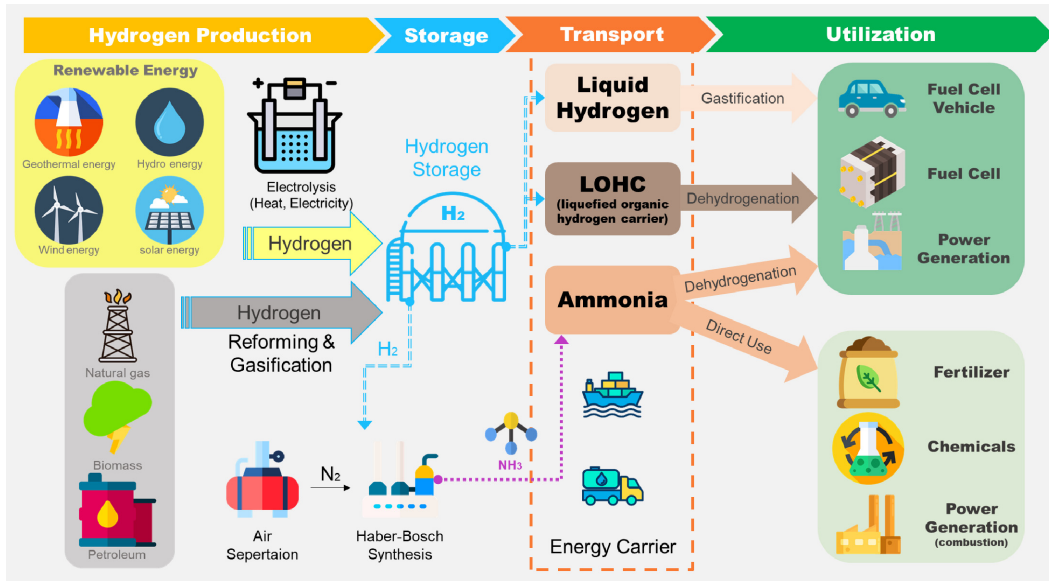 Hydrogen Production
Storage
Transport
Utilization
Renewable Energy
Geothermal energy
Hydro energy
Wind energy
solar energy
Electrolysis
(Heat, Electricity)
Hydrogen
Hydrogen
Reforming &
Gasification
Natural gas
Biomass
Petroleum
Hydrogen
Storage
H2
H2
Air
Sepertaion
N2
Haber-Bosch
Synthesis
NH3
Liquid
Hydrogen
LOHC
(liquefied organic
hydrogen carrier)
Ammonia
Energy Carrier
Gastification
Dehydrogenation
Dehydrogenation
Direct Use
Fuel Cell
Vehicle
Fuel Cell
Power
Generation
Fertilizer
Chemicals
Power
Generation
(combustion)